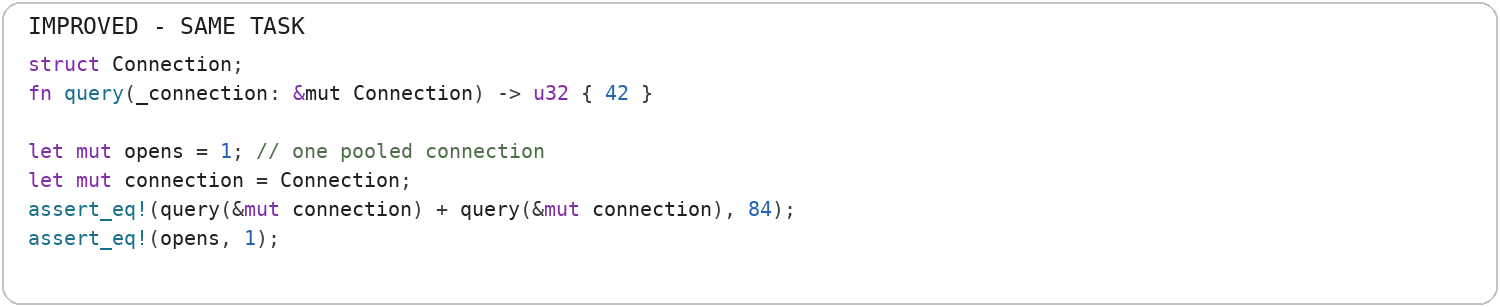 IMPROVED - SAME TASK
struct Connection;
fn query(_connection: &mut Connection) -> u32 { 42 }
let mut opens = 1; // one pooled connection
let mut connection = Connection;
assert_eq!(query(&mut connection) + query(&mut connection), 84);
assert_eq!(opens, 1);